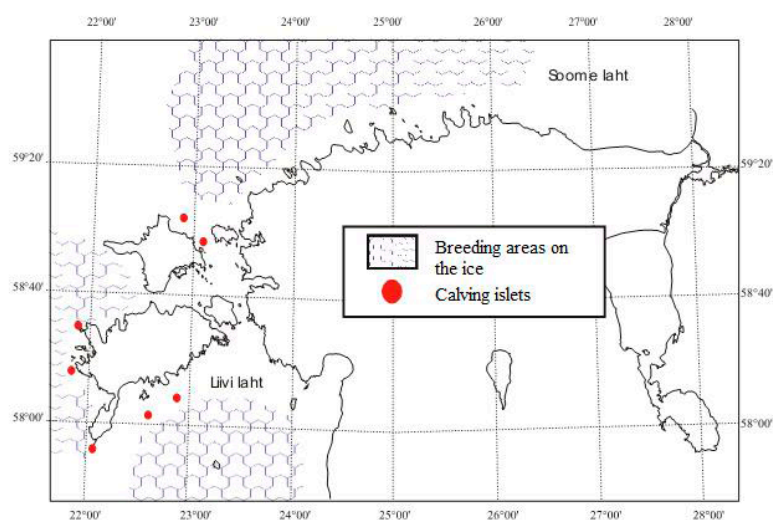 22°00' 23°00' 24°00' 25°00' 26°00' 27°00' 28°00'
Soome laht
59°20' 59°20'
Breeding areas on
the ice
58°40' 58°40'
Calving islets
Liivi laht
58°00' 58°00'
22°00' 23°00' 24°00' 25°00' 26°00' 27°00' 28°00'